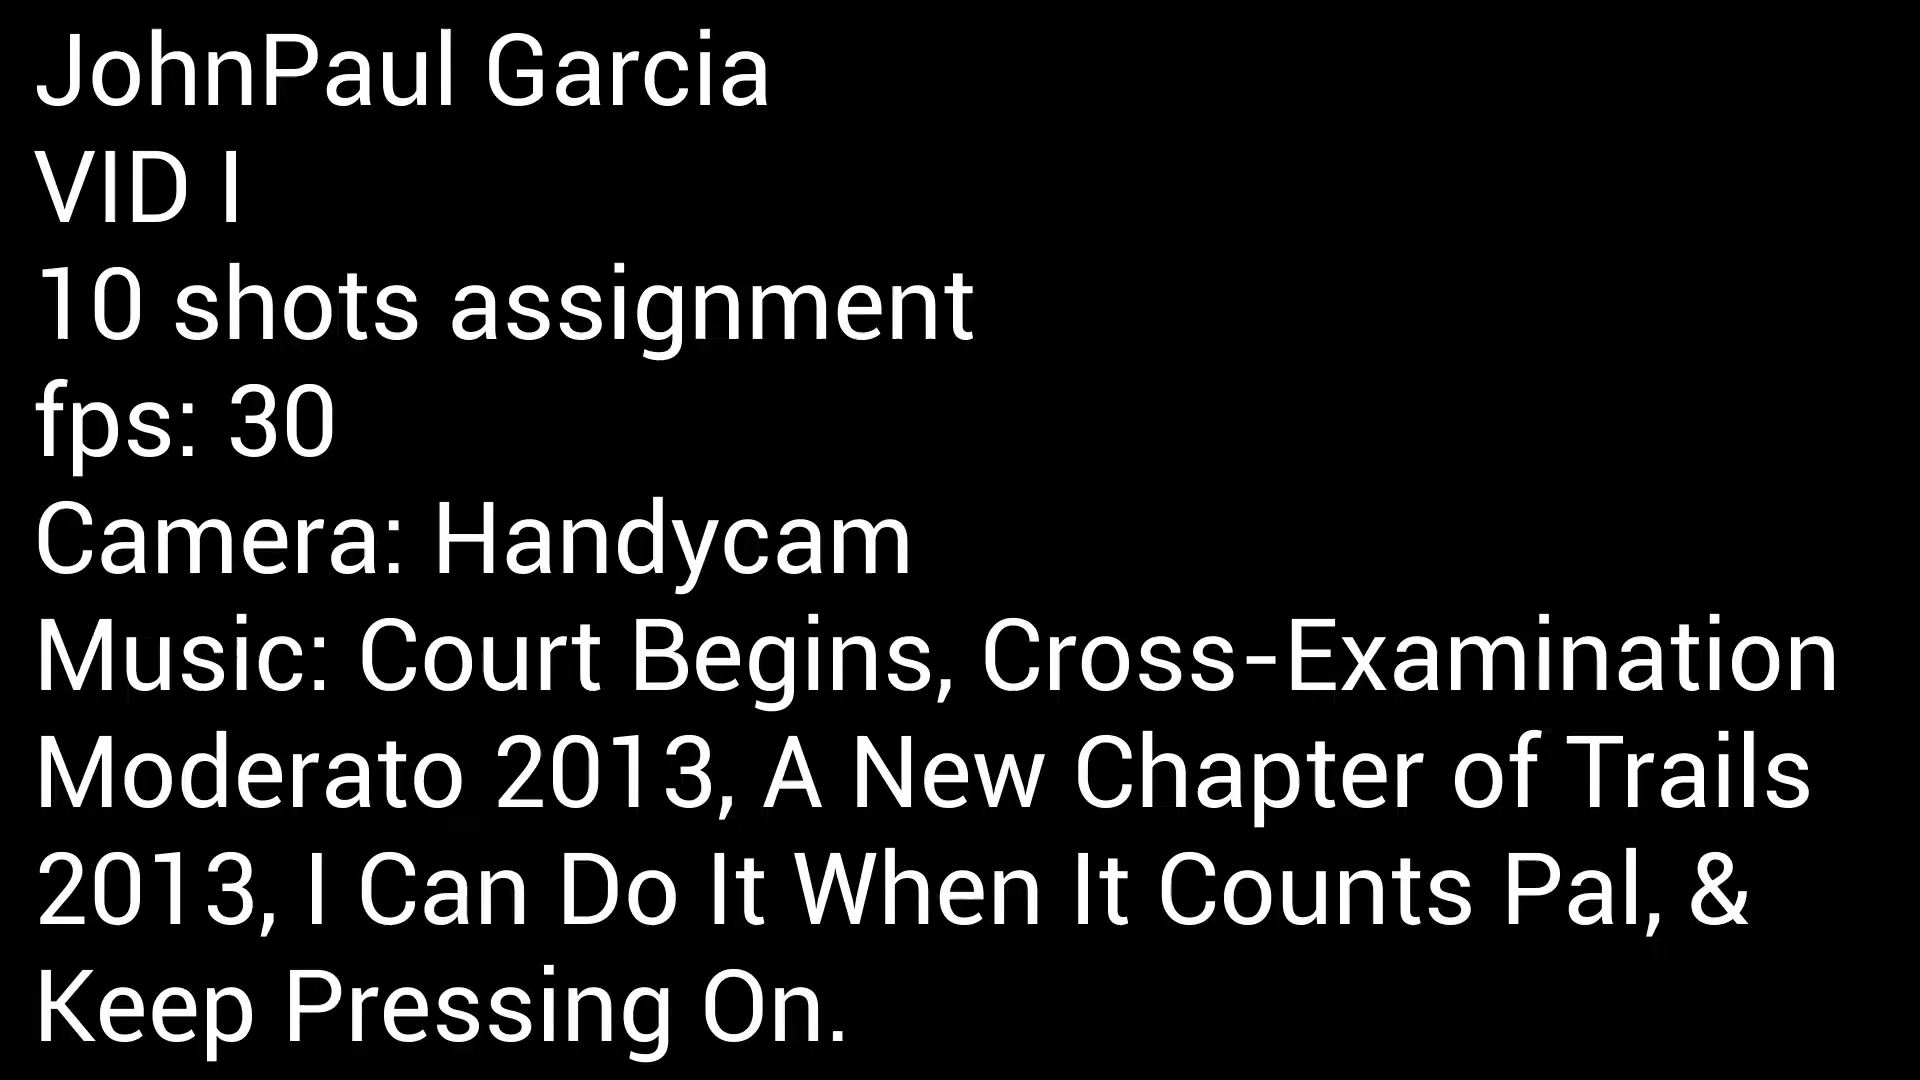 JohnPaul Garcia
VID I
10 shots assignment
fps: 30
Camera: Handycam
Music: Court Begins, Cross-Examination
Moderato 2013, A New Chapter of Trails
2013, I Can Do It When It Counts Pal, &
Keep Pressing On.